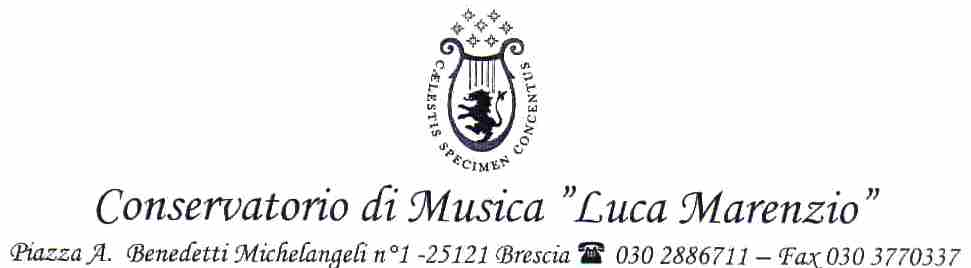 CÆLESTIS SPECIMEN CONCENTUS
Conservatorio di Musica ”Luca Marenzio”
Piazza A. Benedetti Michelangeli n°1 -25121 Brescia ☎ 030 2886711 – Fax 030 3770337